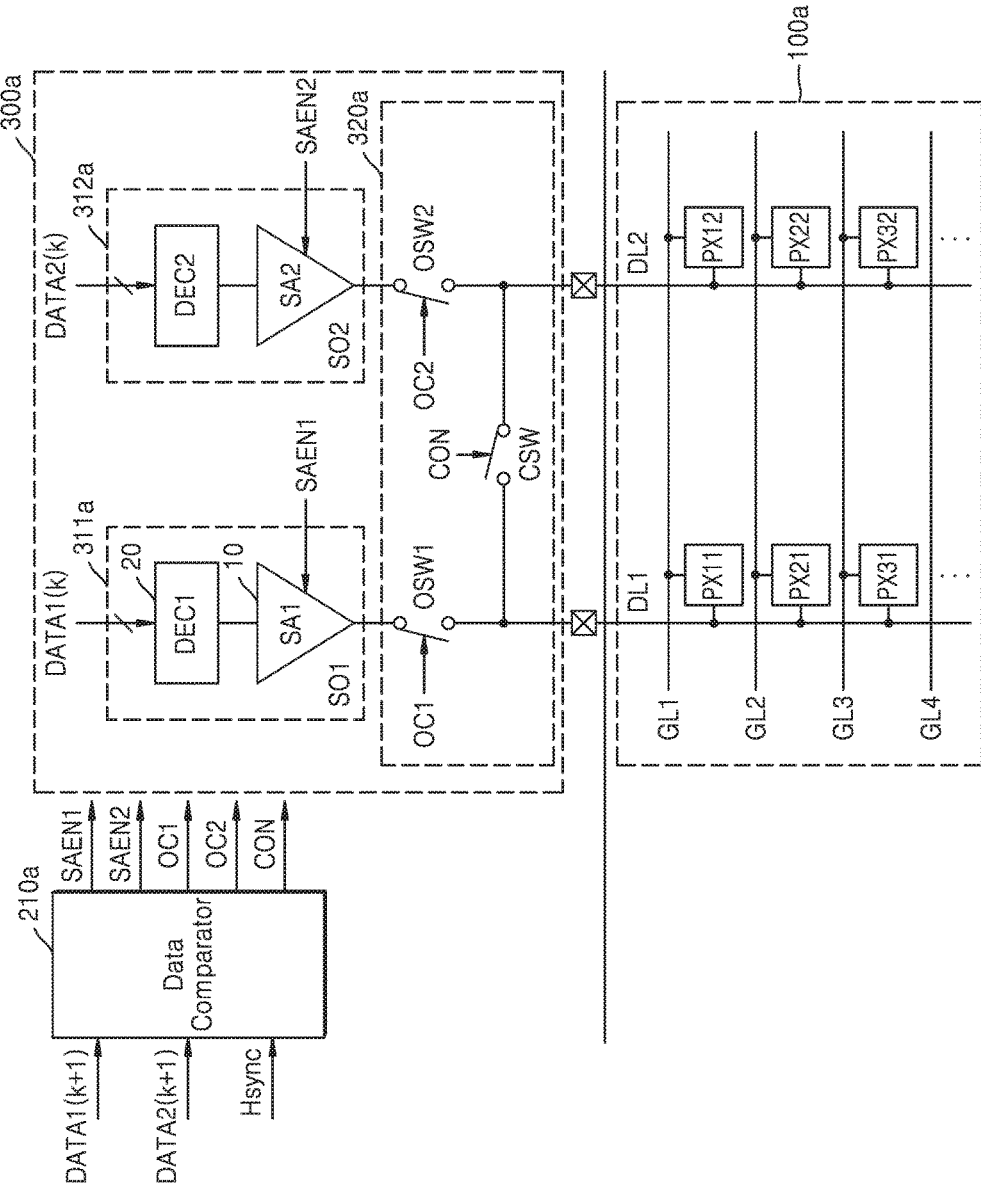 DATA1(k+1)
DATA2(k+1)
Hsync
210a
Data
Comparator
SAEN1
SAEN2
OC1
OC2
CON
300a
DATA1(k)
311a
20
DEC1
10
SA1
SO1
SAEN1
DATA2(k)
312a
DEC2
SA2
SO2
SAEN2
320a
OC1
OSW1
CON
CSW
OC2
OSW2
100a
DL1
DL2
GL1
PX11
PX12
GL2
PX21
PX22
GL3
PX31
PX32
GL4
...
...